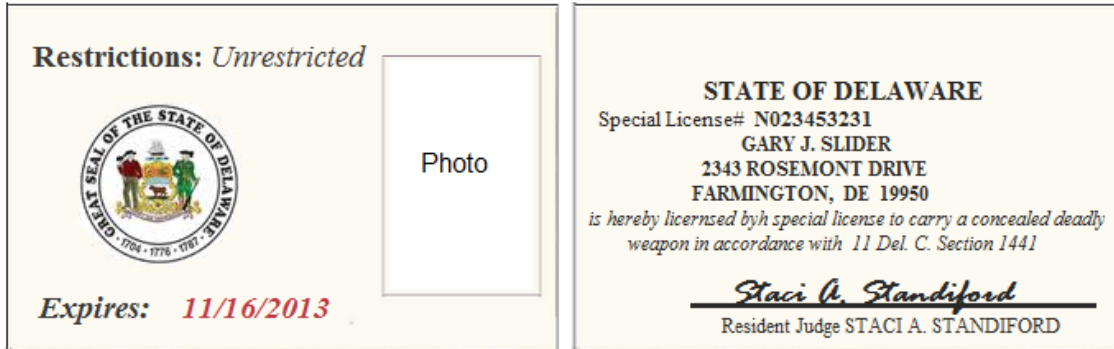 Restrictions: Unrestricted
GREAT SEAL OF THE STATE OF DELAWARE
· 1704 · 1776 · 1787 ·
Photo
Expires: 11/16/2013
STATE OF DELAWARE
Special License# N023453231
GARY J. SLIDER
2343 ROSEMONT DRIVE
FARMINGTON, DE 19950
is hereby licernsed byh special license to carry a concealed deadly
weapon in accordance with 11 Del. C. Section 1441
Staci A. Standiford
Resident Judge STACI A. STANDIFORD